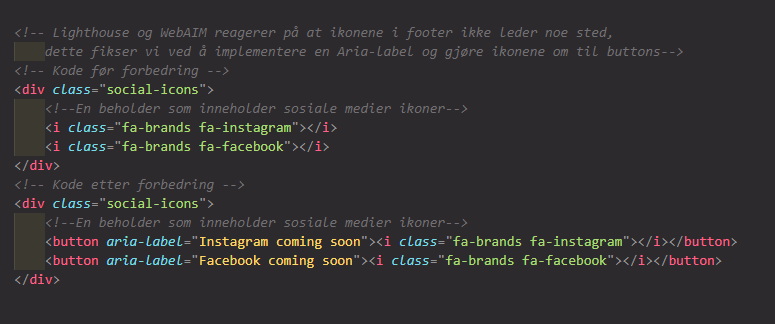 <!-- Lighthouse og WebAIM reagerer på at ikonene i footer ikke leder noe sted,
    dette fikser vi ved å implementere en Aria-label og gjøre ikonene om til buttons-->
<!-- Kode før forbedring -->
<div class="social-icons">
    <!--En beholder som inneholder sosiale medier ikoner-->
    <i class="fa-brands fa-instagram"></i>
    <i class="fa-brands fa-facebook"></i>
</div>
<!-- Kode etter forbedring -->
<div class="social-icons">
    <!--En beholder som inneholder sosiale medier ikoner-->
    <button aria-label="Instagram coming soon"><i class="fa-brands fa-instagram"></i></button>
    <button aria-label="Facebook coming soon"><i class="fa-brands fa-facebook"></i></button>
</div>